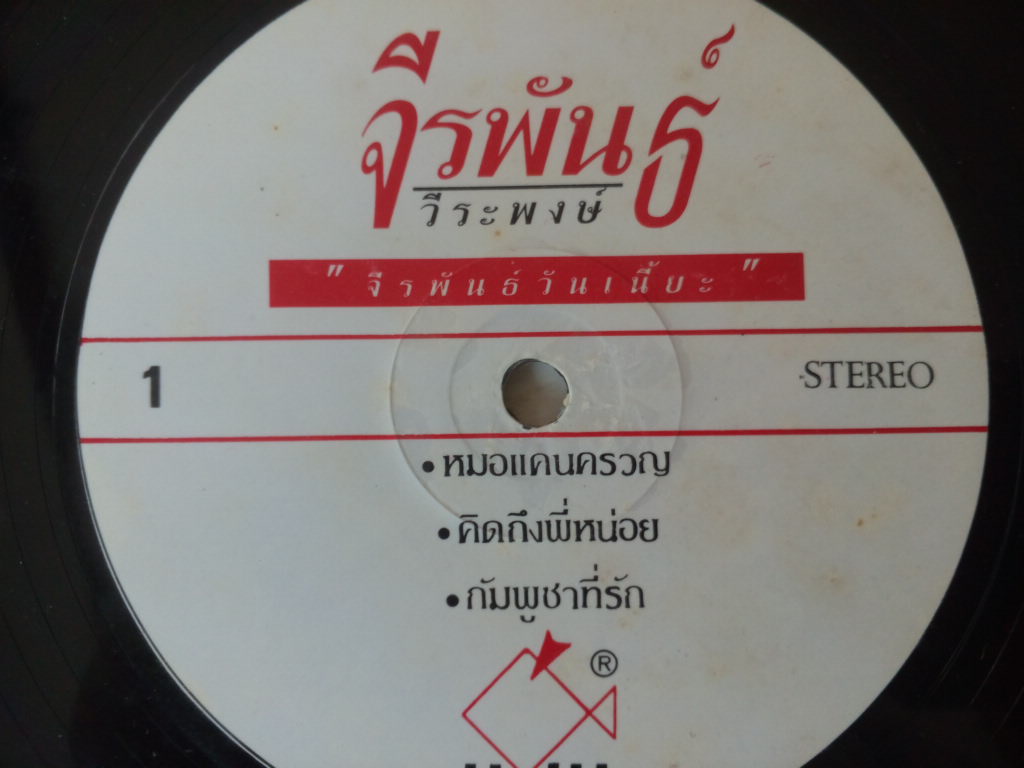 จีรพันธ์
วีระพงษ์
" จีรพันธ์วันเนี้ยะ "
1
STEREO
• หมอแคนครวญ
• คิดถึงพี่หน่อย
• กัมพูชาที่รัก
®